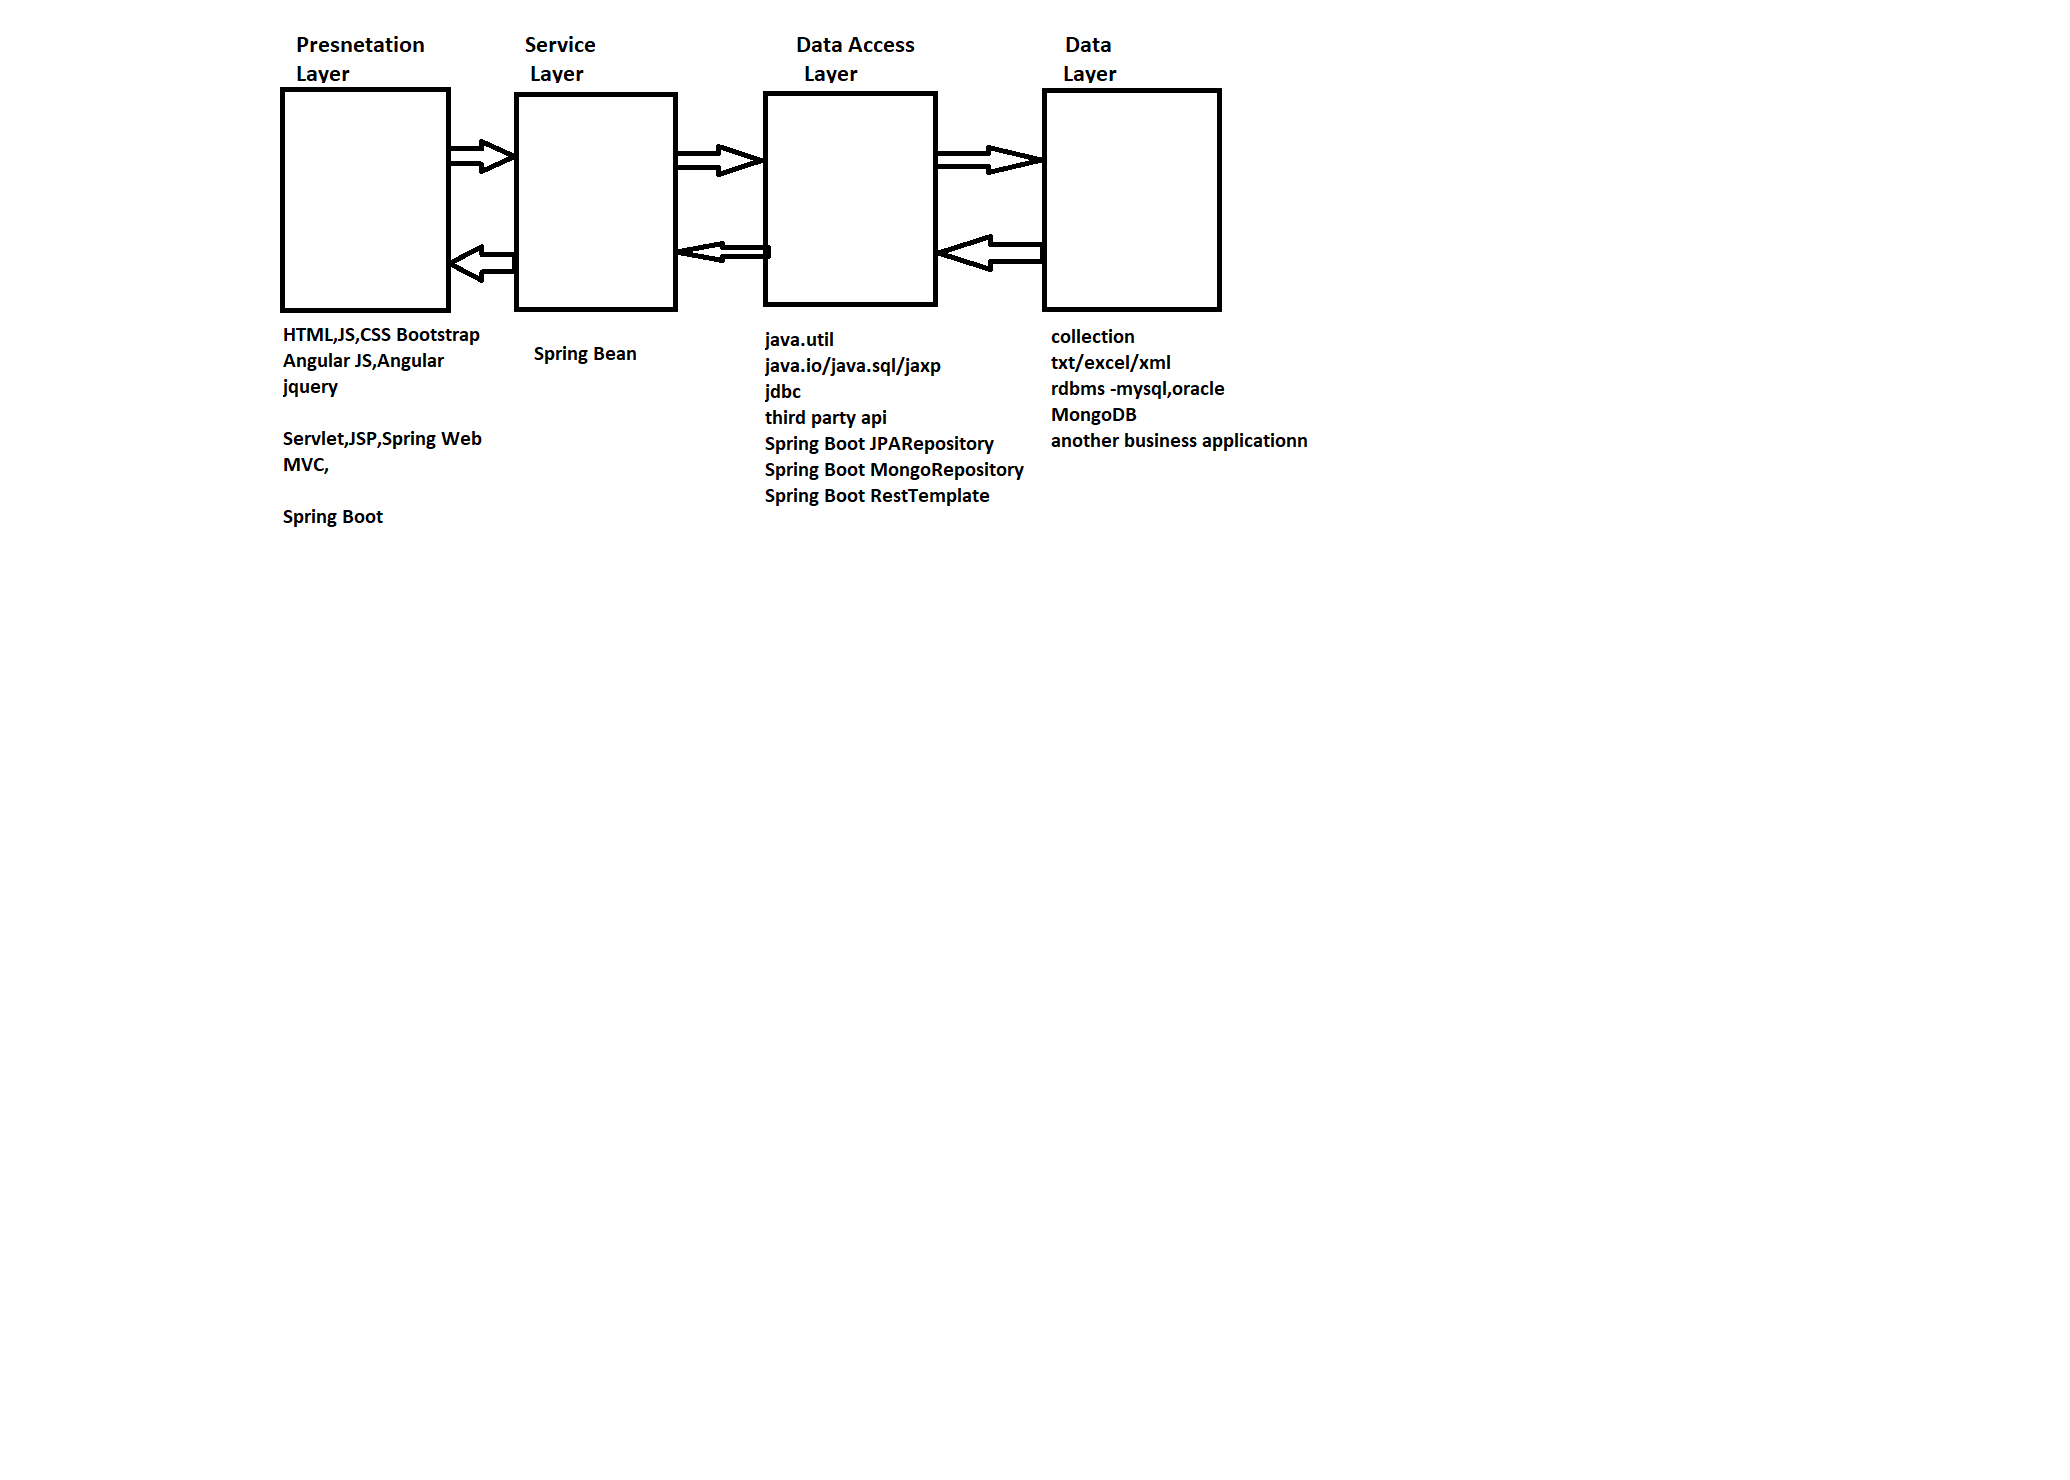 Presnetation
Layer
Service
Layer
Data Access
Layer
Data
Layer
HTML,JS,CSS Bootstrap
Angular JS,Angular
jquery
Servlet,JSP,Spring Web
MVC,
Spring Boot
Spring Bean
java.util
java.io/java.sql/jaxp
jdbc
third party api
Spring Boot JPARepository
Spring Boot MongoRepository
Spring Boot RestTemplate
collection
txt/excel/xml
rdbms -mysql,oracle
MongoDB
another business applicationn